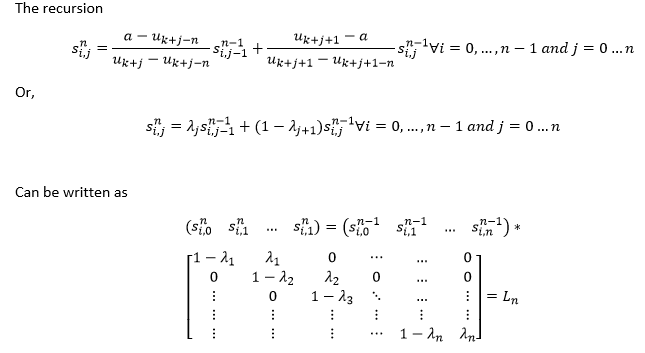 The recursion
s^n_{i,j} = \frac{a - u_{k+j-n}}{u_{k+j} - u_{k+j-n}} s^{n-1}_{i,j-1} + \frac{u_{k+j+1} - a}{u_{k+j+1} - u_{k+j+1-n}} s^{n-1}_{i,j} ∀i = 0, … , n − 1 and j = 0 … n
Or,
s^n_{i,j} = λ_j s^{n-1}_{i,j-1} + (1 − λ_{j+1}) s^{n-1}_{i,j} ∀i = 0, … , n − 1 and j = 0 … n
Can be written as
(s^n_{i,0} s^n_{i,1} … s^n_{i,1}) = (s^{n-1}_{i,0} s^{n-1}_{i,1} … s^{n-1}_{i,n}) *
[1 − λ_1 λ_1 0 ⋯ … 0
0 1 − λ_2 λ_2 0 … 0
⋮ 0 1 − λ_3 ⋱ … ⋮ = L_n
⋮ ⋮ ⋮ ⋮ ⋮ ⋮
⋮ ⋮ ⋮ ⋯ 1 − λ_n λ_n]